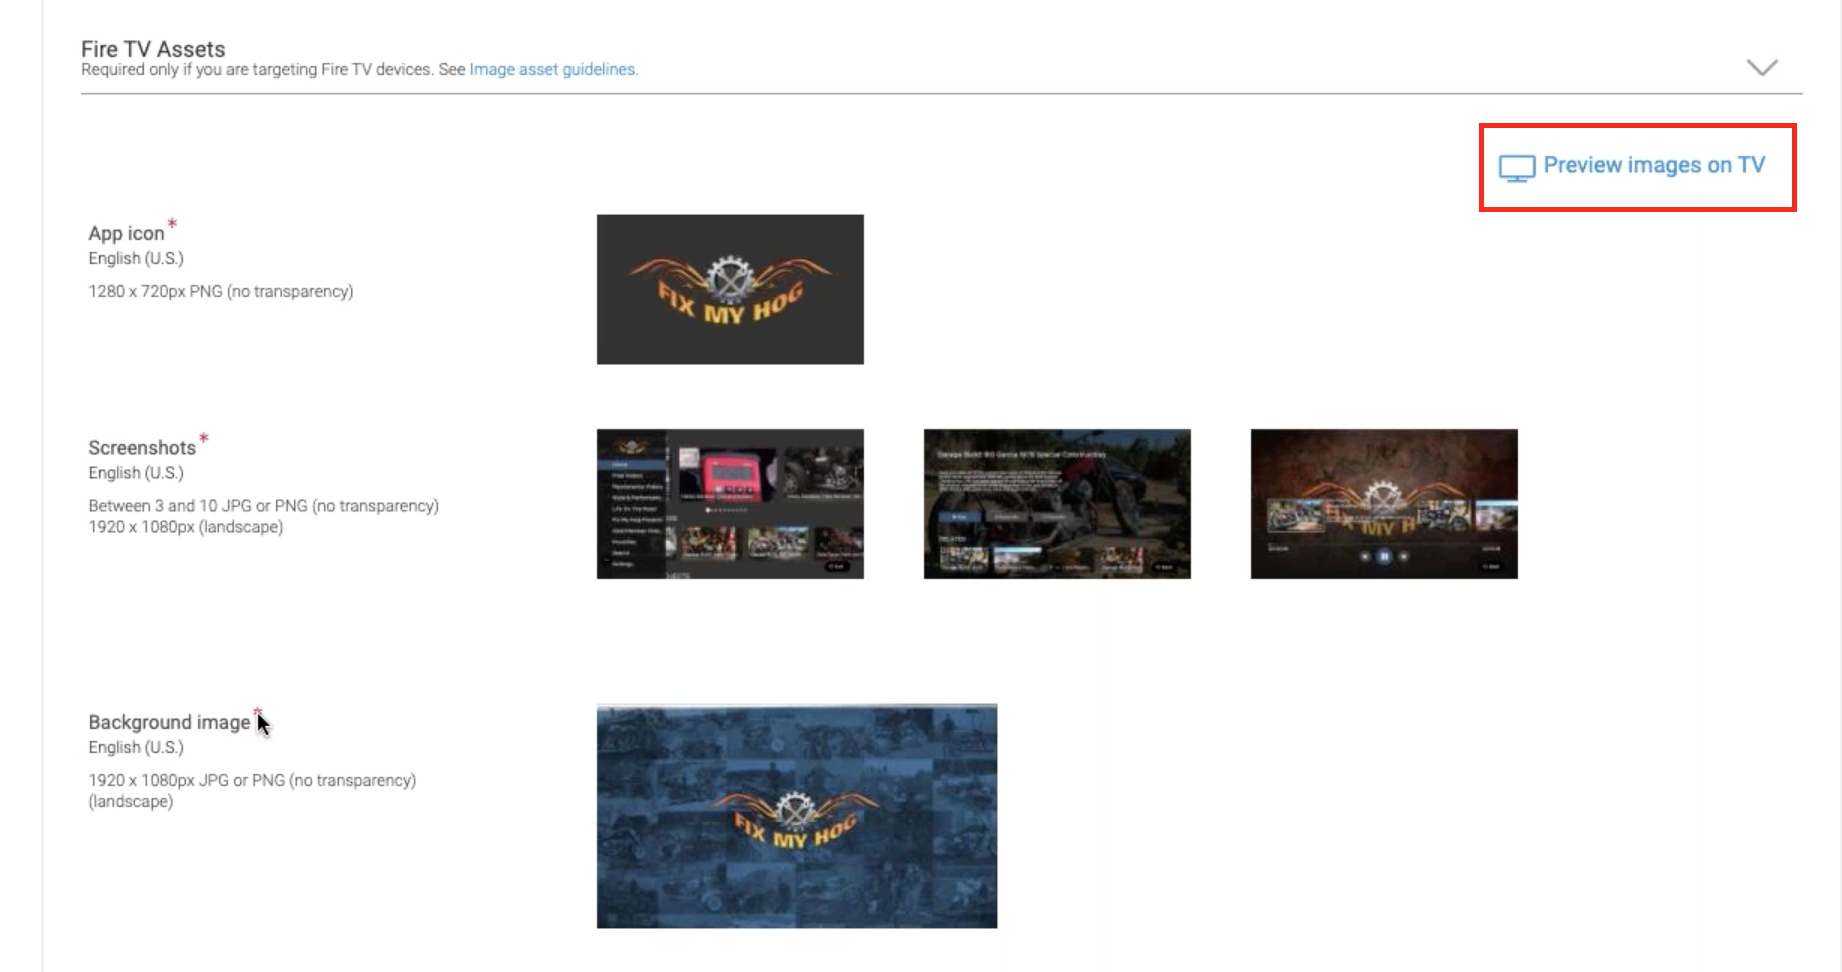 Fire TV Assets
Required only if you are targeting Fire TV devices. See Image asset guidelines.
Preview images on TV
App icon*
English (U.S.)
1280 x 720px PNG (no transparency)
FIX MY HOG
Screenshots*
English (U.S.)
Between 3 and 10 JPG or PNG (no transparency)
1920 x 1080px (landscape)
Background image*
English (U.S.)
1920 x 1080px JPG or PNG (no transparency)
(landscape)
FIX MY HOG